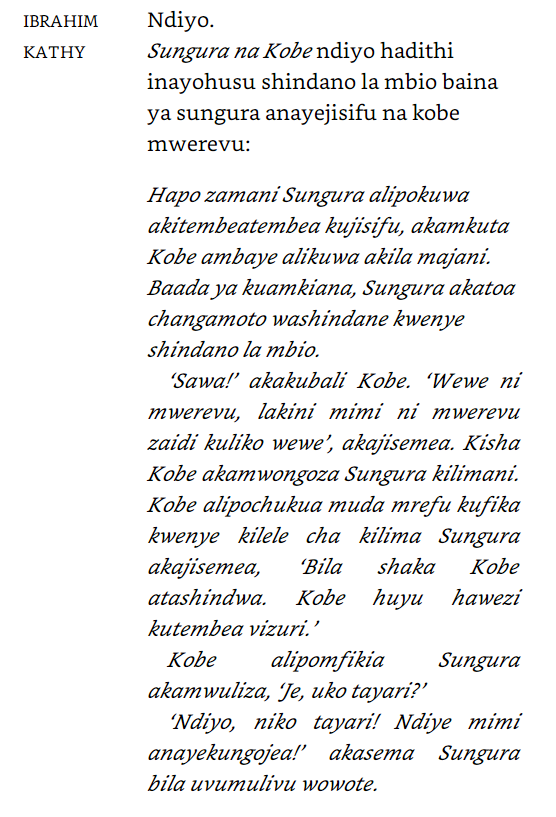 IBRAHIM Ndiyo.
KATHY Sungura na Kobe ndiyo hadithi
inayohusu shindano la mbio baina
ya sungura anayejisifu na kobe
mwerevu:
Hapo zamani Sungura alipokuwa
akitembeatembea kujisifu, akamkuta
Kobe ambaye alikuwa akila majani.
Baada ya kuamkiana, Sungura akatoa
changamoto washindane kwenye
shindano la mbio.
‘Sawa!’ akakubali Kobe. ‘Wewe ni
mwerevu, lakini mimi ni mwerevu
zaidi kuliko wewe’, akajisemea. Kisha
Kobe akamwongoza Sungura kilimani.
Kobe alipochukua muda mrefu kufika
kwenye kilele cha kilima Sungura
akajisemea, ‘Bila shaka Kobe
atashindwa. Kobe huyu hawezi
kutembea vizuri.’
Kobe alipomfikia Sungura
akamwuliza, ‘Je, uko tayari?’
‘Ndiyo, niko tayari! Ndiye mimi
anayekungojea!’ akasema Sungura
bila uvumulivu wowote.